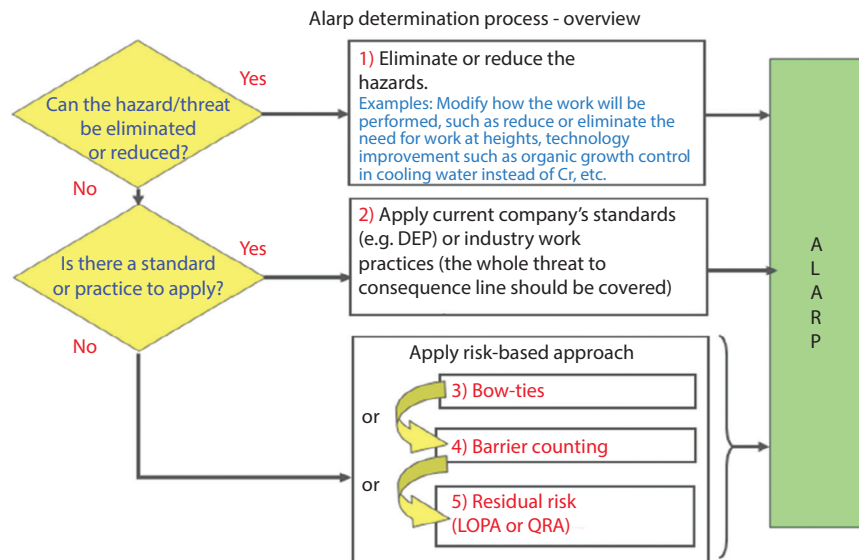 Alarp determination process - overview
Can the hazard/threat
be eliminated
or reduced?
Yes
1) Eliminate or reduce the
hazards.
Examples: Modify how the work will be
performed, such as reduce or eliminate the
need for work at heights, technology
improvement such as organic growth control
in cooling water instead of Cr, etc.
No
Is there a standard
or practice to apply?
Yes
2) Apply current company's standards
(e.g. DEP) or industry work
practices (the whole threat to
consequence line should be covered)
No
Apply risk-based approach
3) Bow-ties
or
4) Barrier counting
or
5) Residual risk
(LOPA or QRA)
A
L
A
R
P